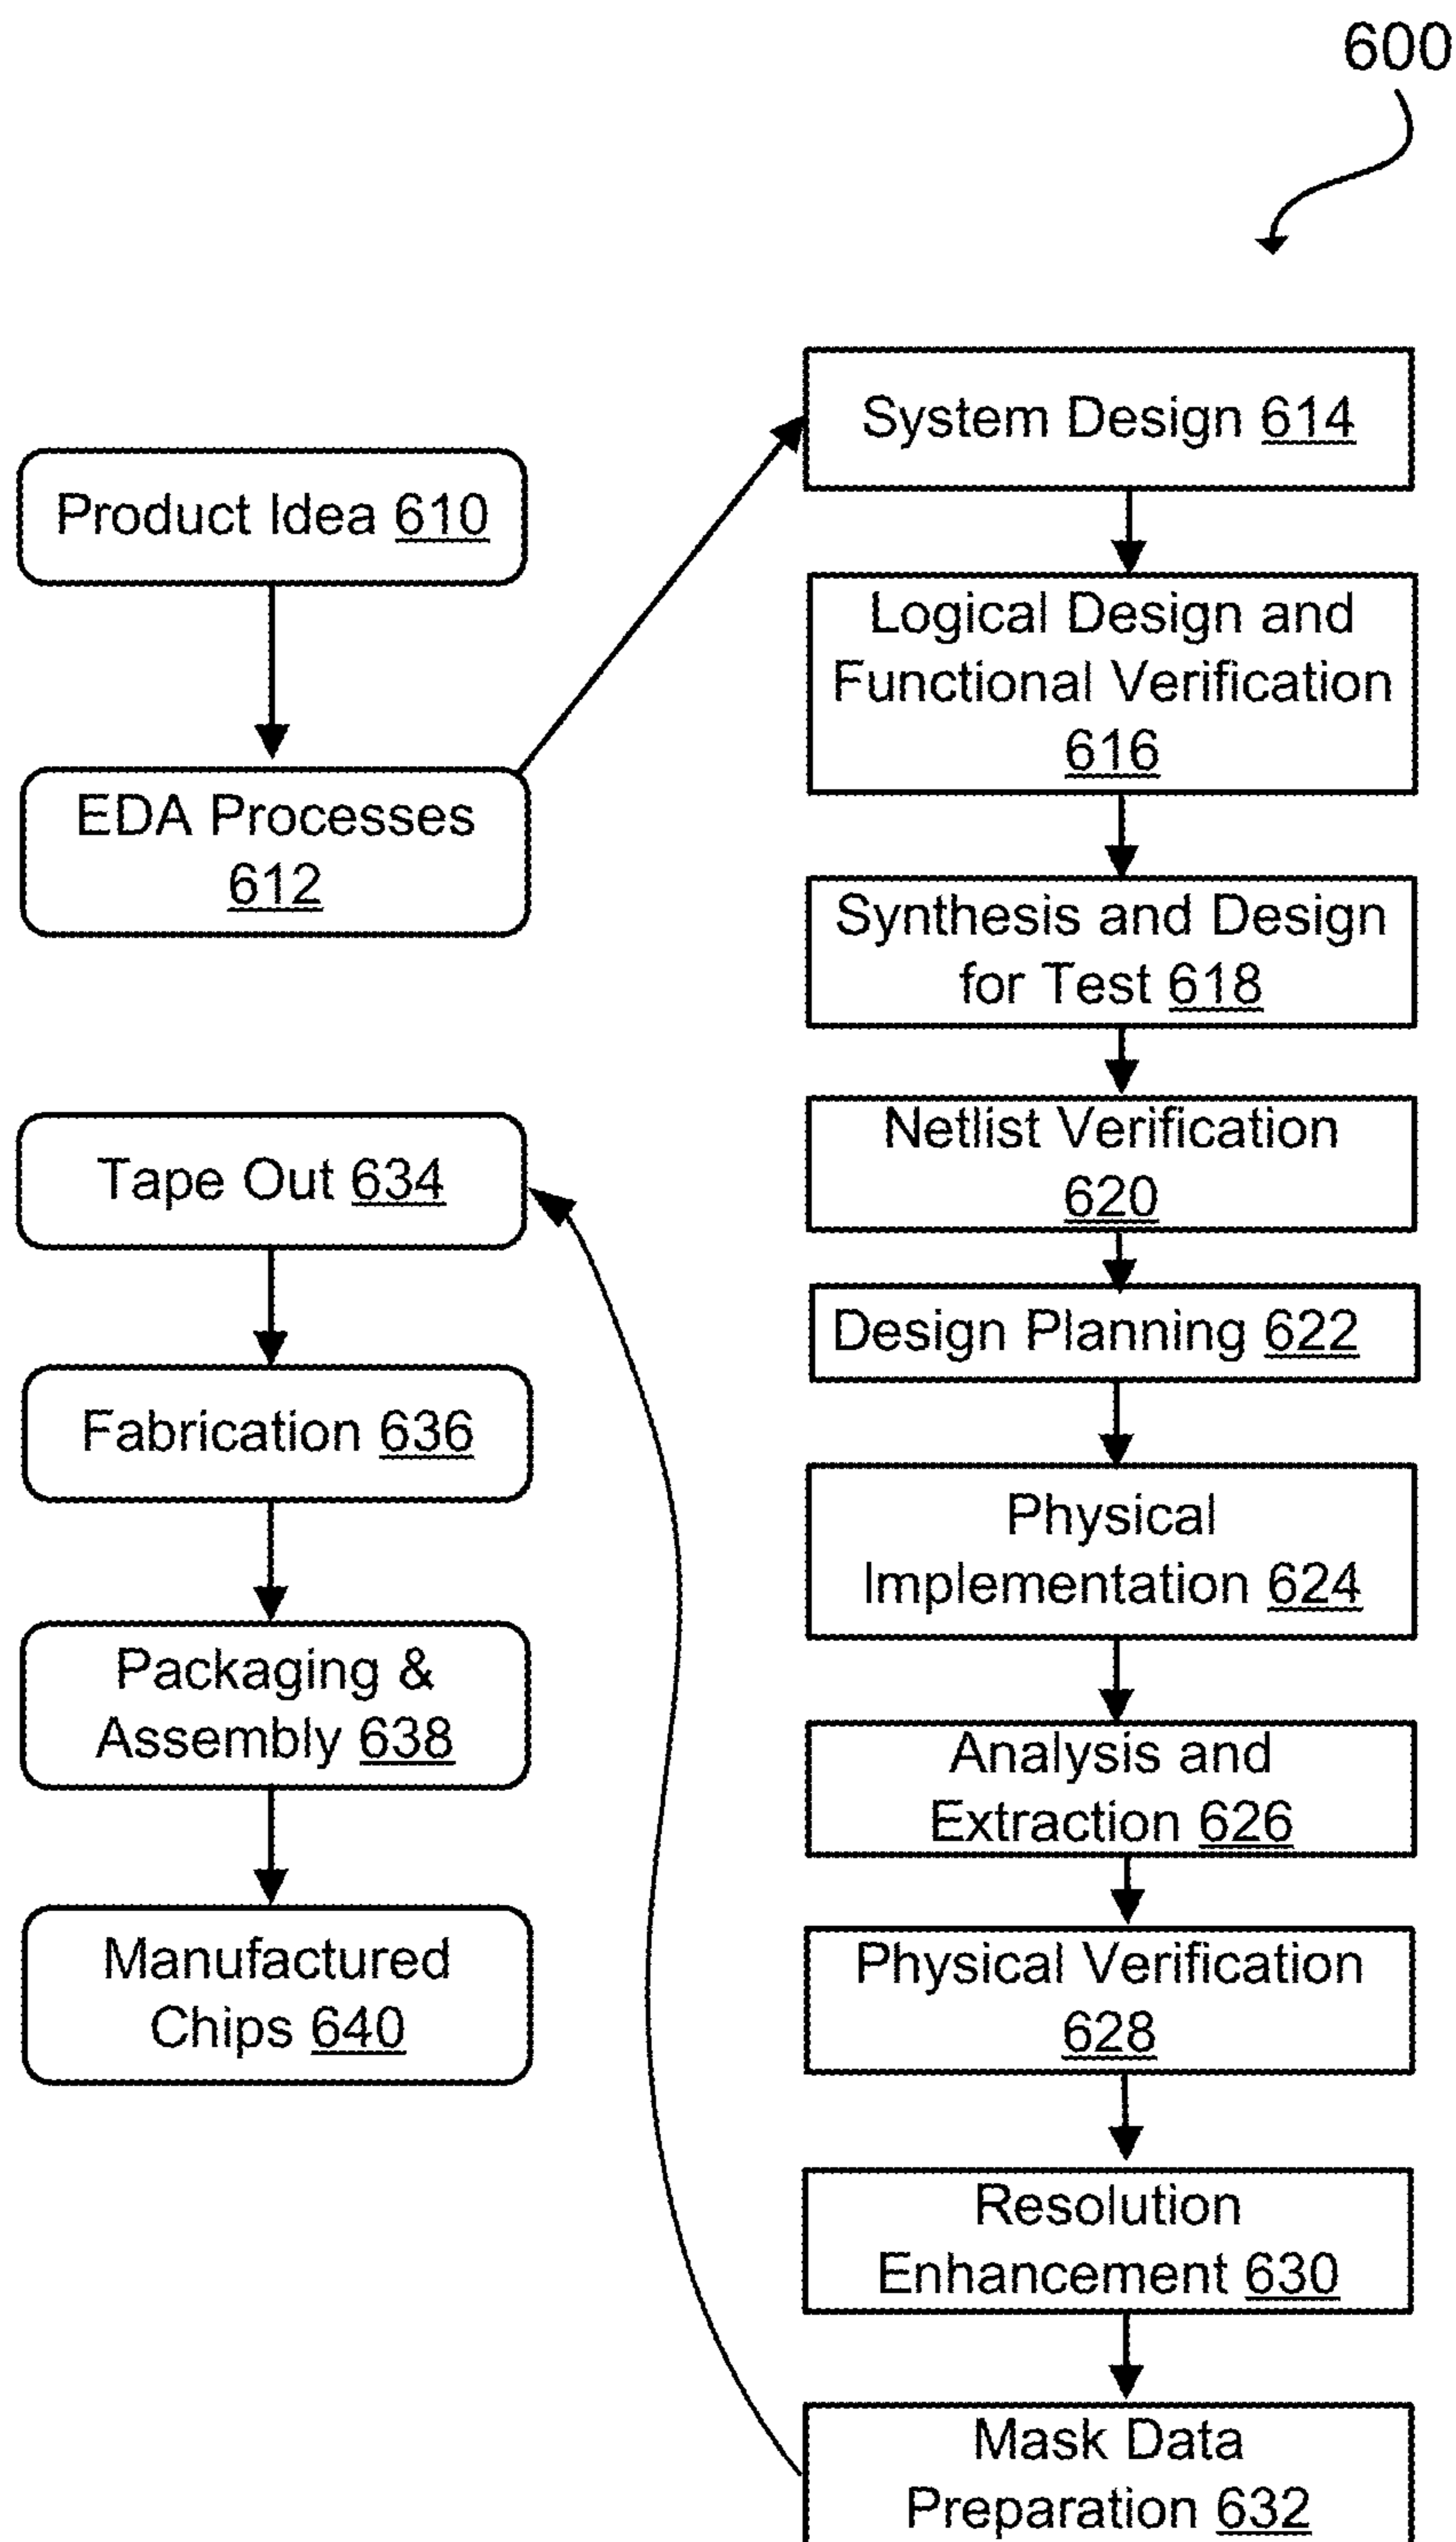 600
Product Idea 610
EDA Processes
612
System Design 614
Logical Design and
Functional Verification
616
Synthesis and Design
for Test 618
Netlist Verification
620
Design Planning 622
Physical
Implementation 624
Analysis and
Extraction 626
Physical Verification
628
Resolution
Enhancement 630
Mask Data
Preparation 632
Tape Out 634
Fabrication 636
Packaging &
Assembly 638
Manufactured
Chips 640